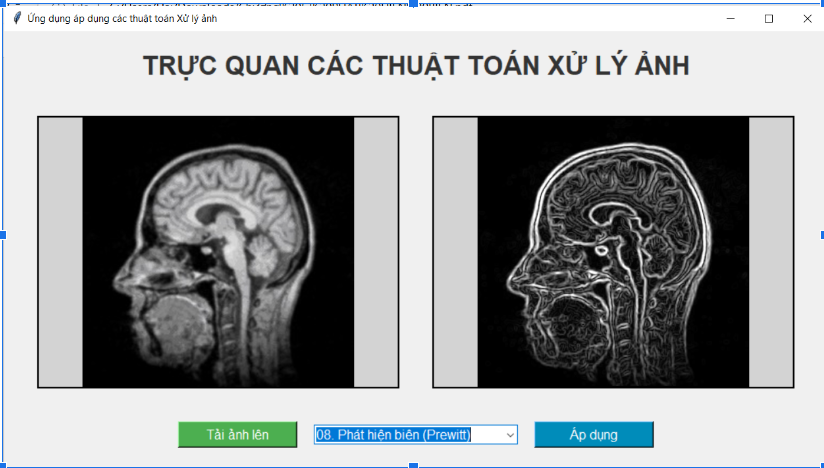 Ứng dụng áp dụng các thuật toán Xử lý ảnh
TRỰC QUAN CÁC THUẬT TOÁN XỬ LÝ ẢNH
Tải ảnh lên
08. Phát hiện biên (Prewitt)
Áp dụng